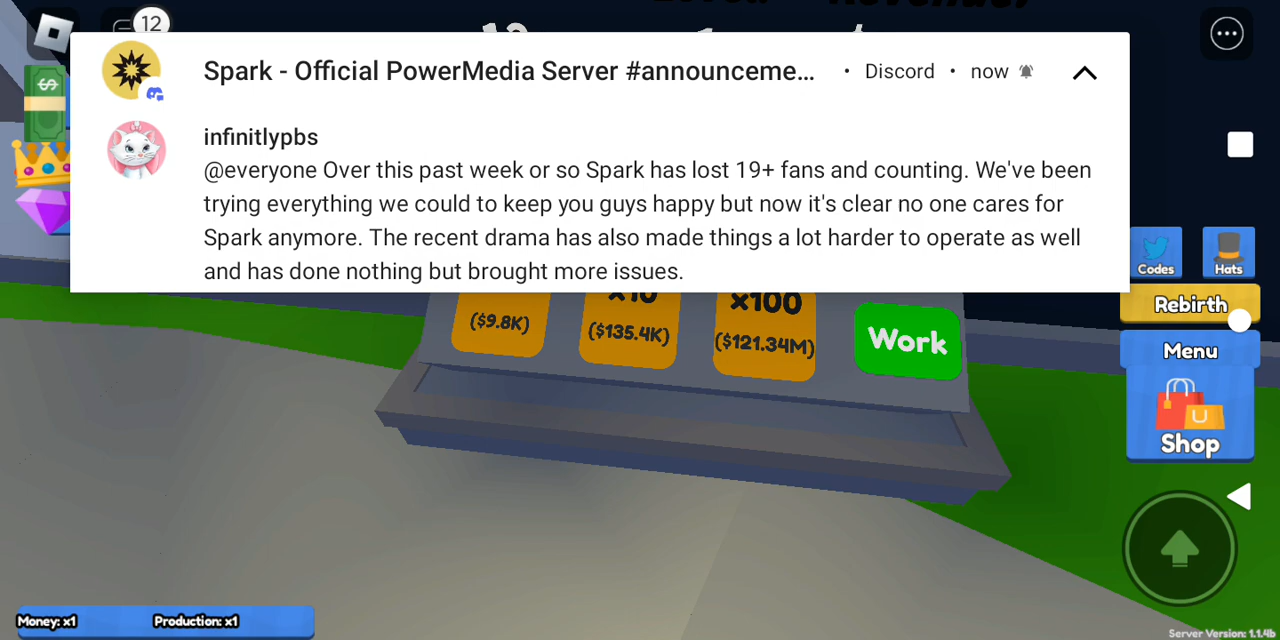 12
Spark - Official PowerMedia Server #announceme... • Discord • now
infinitlypbs
@everyone Over this past week or so Spark has lost 19+ fans and counting. We've been
trying everything we could to keep you guys happy but now it's clear no one cares for
Spark anymore. The recent drama has also made things a lot harder to operate as well
and has done nothing but brought more issues.
Codes
Hats
Rebirth
Menu
Shop
x10
x100
($9.8K)
($135.4K)
($121.34M)
Work
Money: x1
Production: x1
Server Version: 1.1.4b